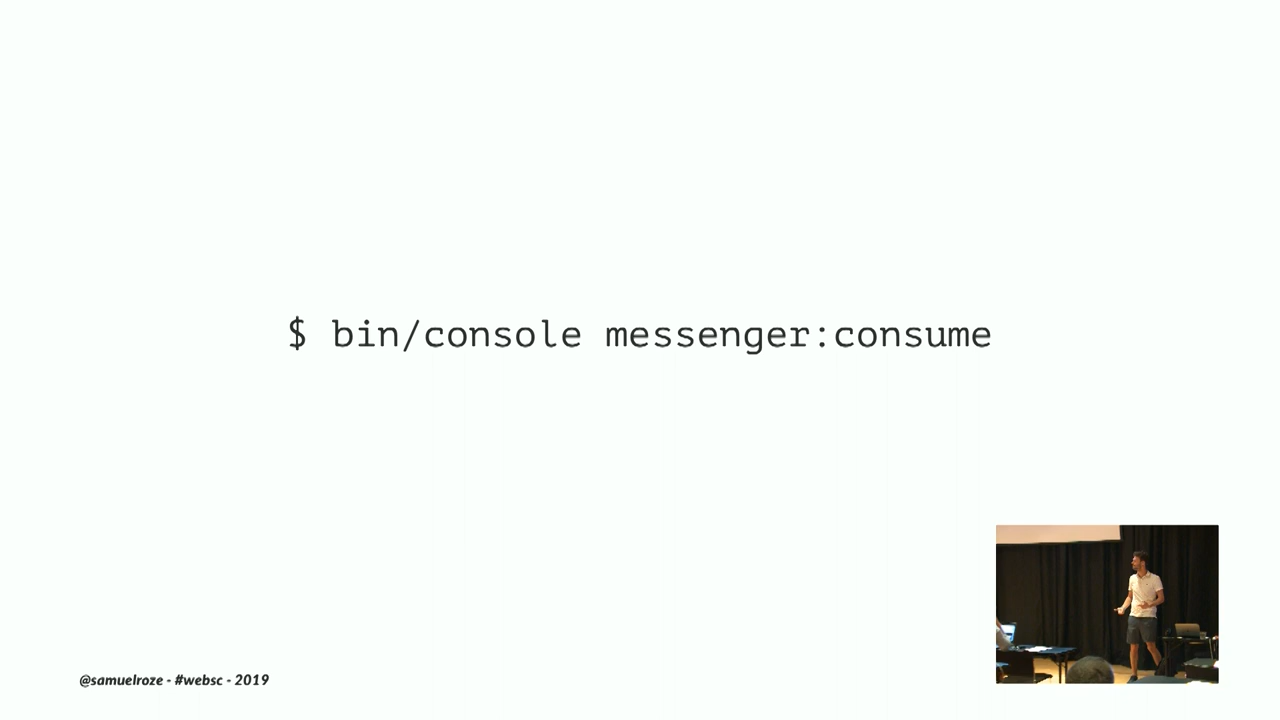 $ bin/console messenger:consume
@samuelroze - #websc - 2019